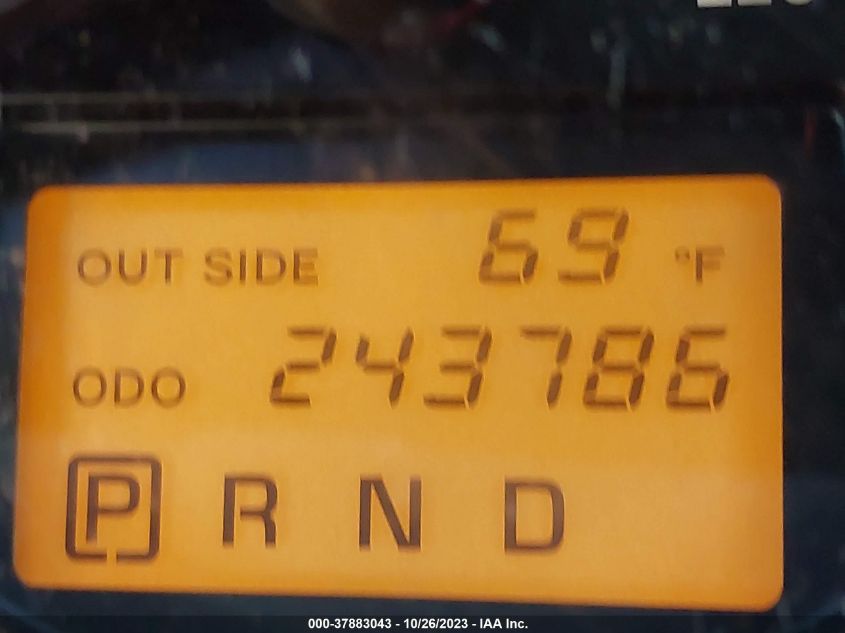 OUT SIDE 69 °F
ODO 243786
P R N D
000-37883043 - 10/26/2023 - IAA Inc.